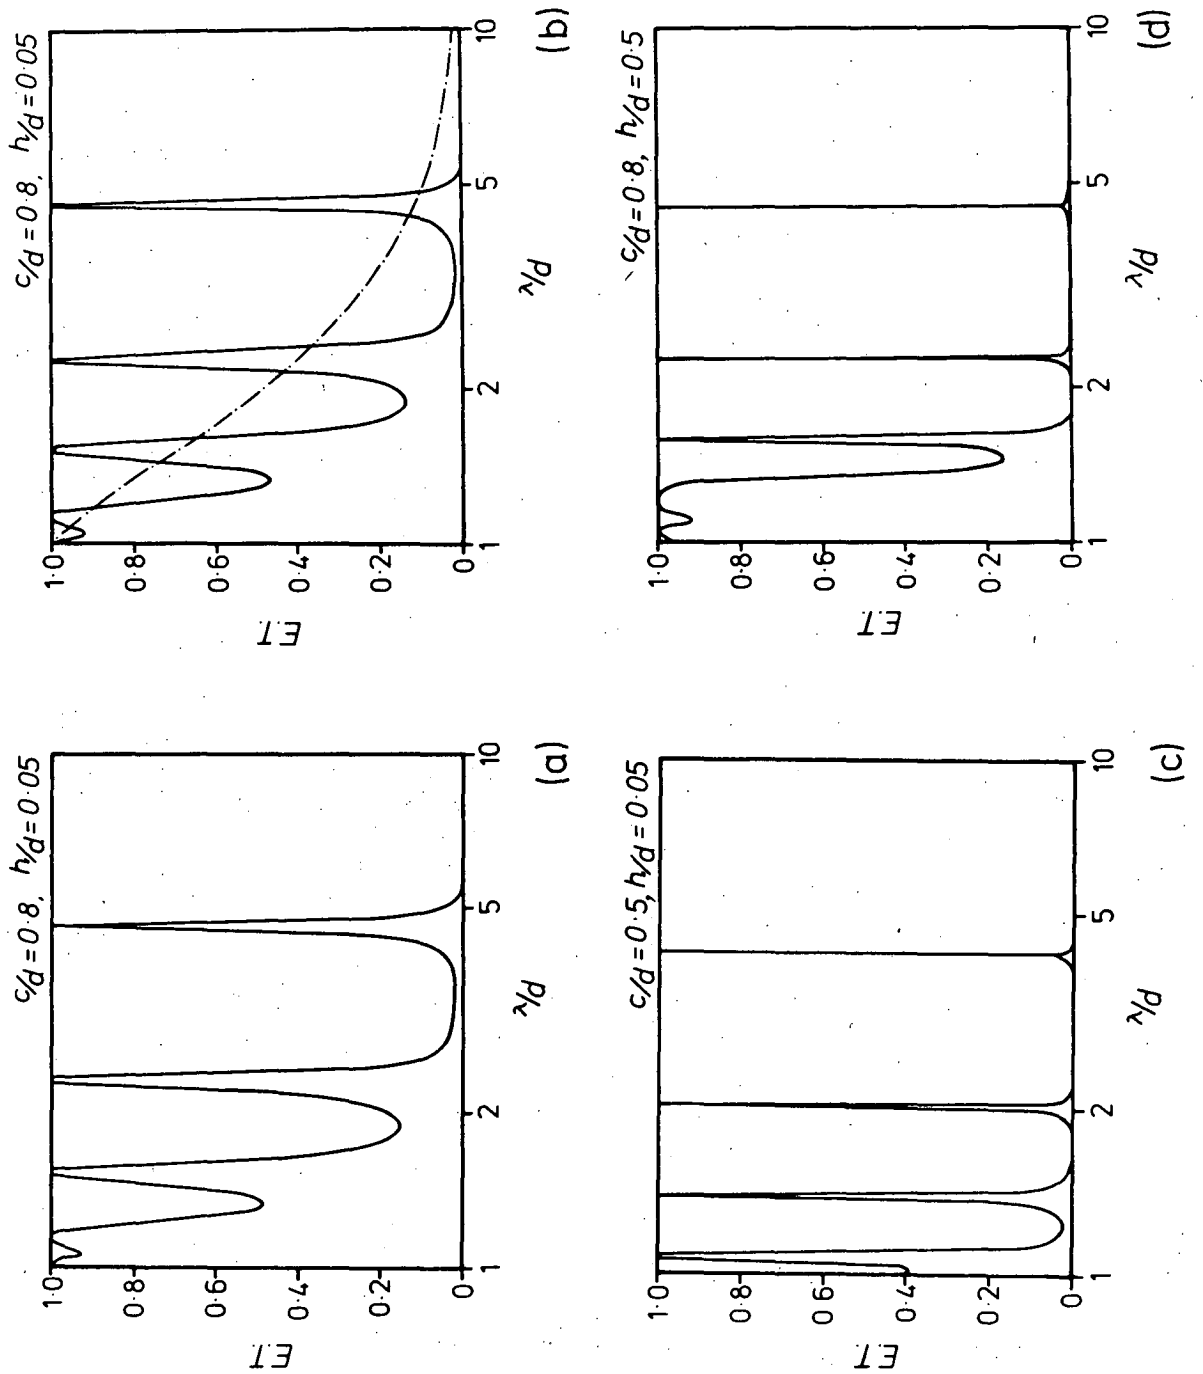 c/d = 0·8, h/d = 0·05
1·0
0·8
0·6
0·4
0·2
0
E.T.
1 2 5 10
λ/d
(a)
c/d = 0·8, h/d = 0·05
1·0
0·8
0·6
0·4
0·2
0
E.T.
1 2 5 10
λ/d
(b)
c/d = 0·5, h/d = 0·05
1·0
0·8
0·6
0·4
0·2
0
E.T.
1 2 5 10
λ/d
(c)
c/d = 0·8, h/d = 0·5
1·0
0·8
0·6
0·4
0·2
0
E.T.
1 2 5 10
λ/d
(d)